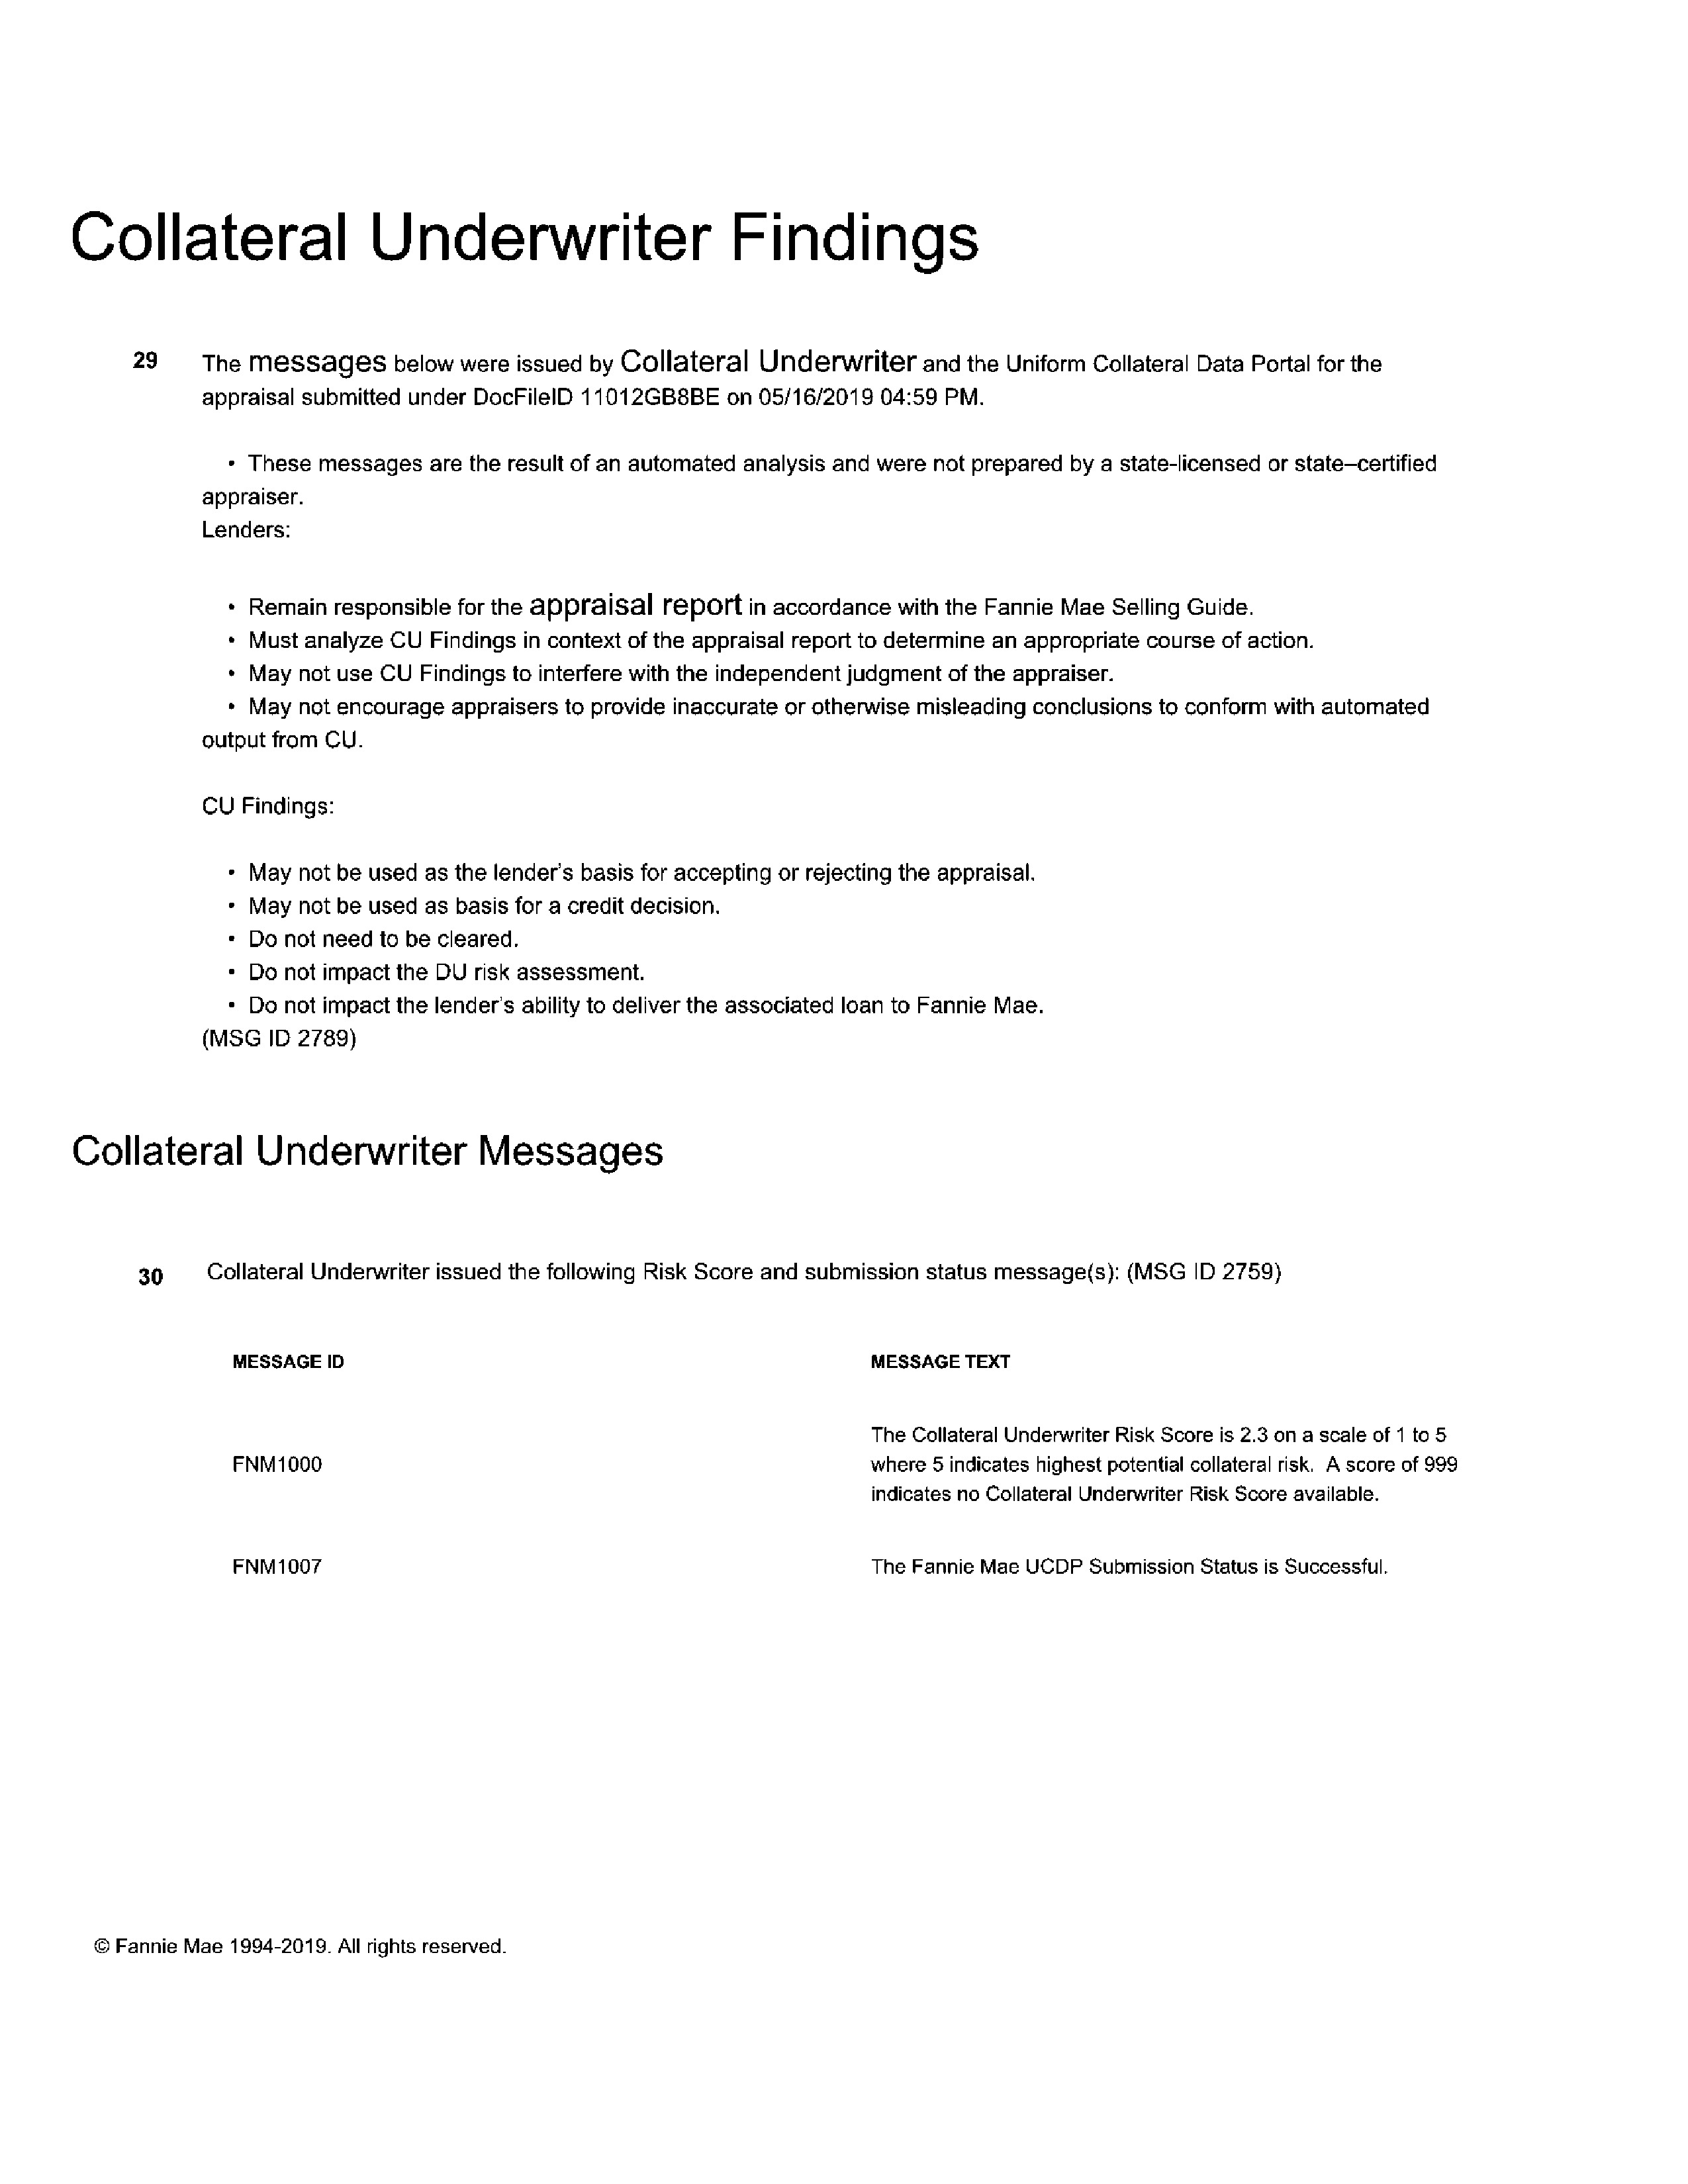 Collateral Underwriter Findings
29 The messages below were issued by Collateral Underwriter and the Uniform Collateral Data Portal for the
appraisal submitted under DocFileID 11012GB8BE on 05/16/2019 04:59 PM.
• These messages are the result of an automated analysis and were not prepared by a state-licensed or state–certified
appraiser.
Lenders:
• Remain responsible for the appraisal report in accordance with the Fannie Mae Selling Guide.
• Must analyze CU Findings in context of the appraisal report to determine an appropriate course of action.
• May not use CU Findings to interfere with the independent judgment of the appraiser.
• May not encourage appraisers to provide inaccurate or otherwise misleading conclusions to conform with automated
output from CU.
CU Findings:
• May not be used as the lender's basis for accepting or rejecting the appraisal.
• May not be used as basis for a credit decision.
• Do not need to be cleared.
• Do not impact the DU risk assessment.
• Do not impact the lender's ability to deliver the associated loan to Fannie Mae.
(MSG ID 2789)
Collateral Underwriter Messages
30 Collateral Underwriter issued the following Risk Score and submission status message(s): (MSG ID 2759)
MESSAGE ID MESSAGE TEXT
The Collateral Underwriter Risk Score is 2.3 on a scale of 1 to 5
FNM1000 where 5 indicates highest potential collateral risk. A score of 999
indicates no Collateral Underwriter Risk Score available.
FNM1007 The Fannie Mae UCDP Submission Status is Successful.
© Fannie Mae 1994-2019. All rights reserved.